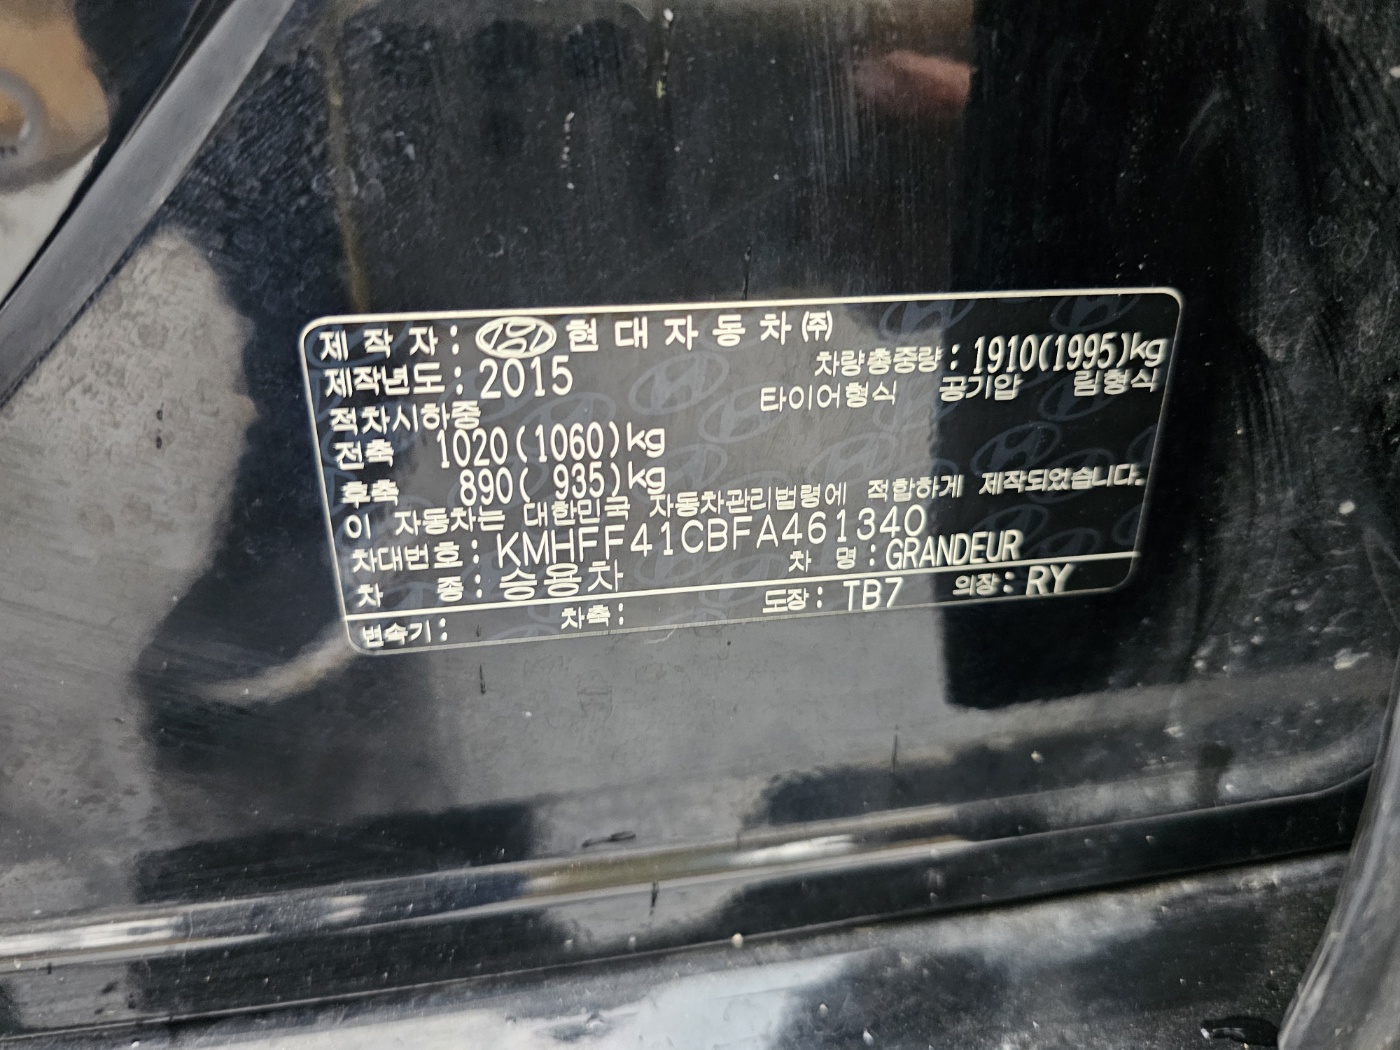 제 작 자 : 현 대 자 동 차 ㈜
제작년도 : 2015 차량총중량 : 1910(1995)kg
적차시하중 타이어형식 공기압 림형식
전축 1020(1060)kg
후축 890( 935)kg
이 자동차는 대한민국 자동차관리법령에 적합하게 제작되었습니다.
차대번호 : KMHFF41CBFA461340
차 종 : 승용차 차 명 : GRANDEUR
변속기 : 차축 : 도장 : TB7 의장 : RY